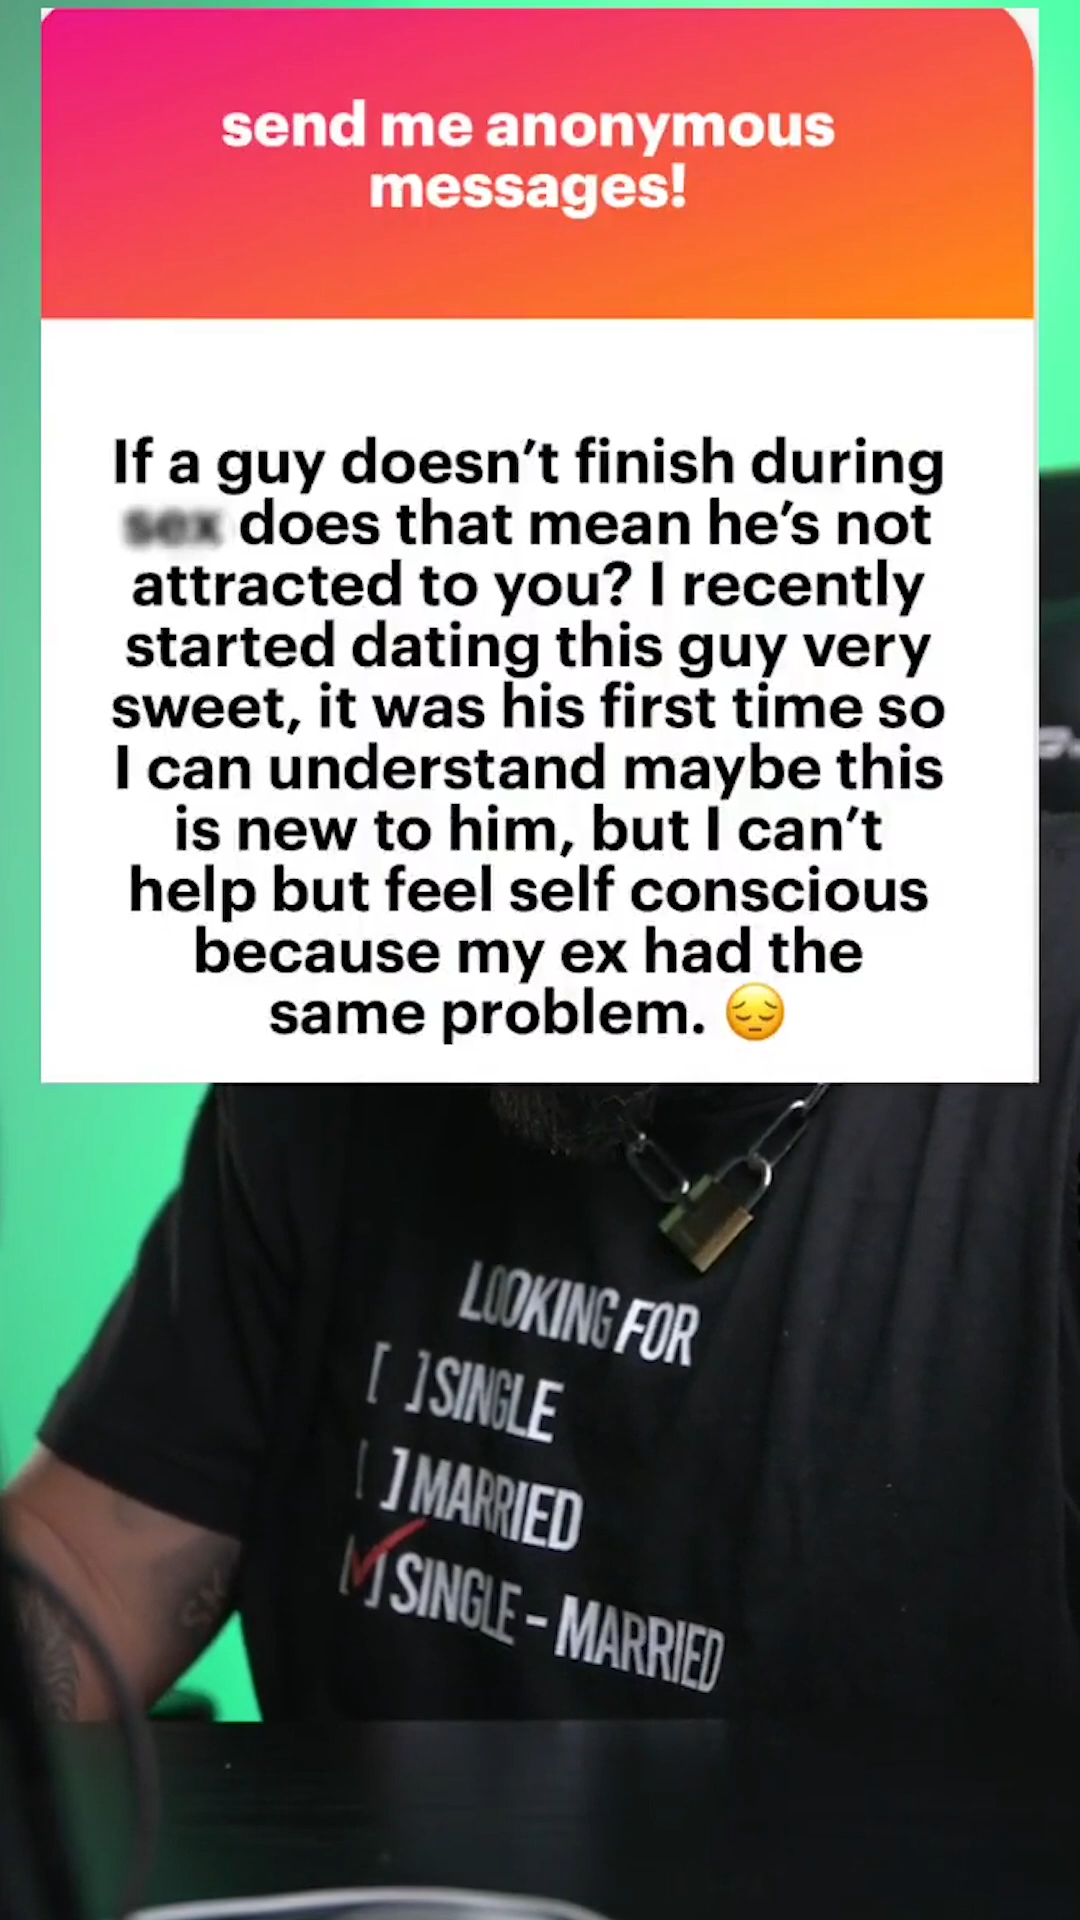 send me anonymous
messages!
If a guy doesn’t finish during
sex does that mean he’s not
attracted to you? I recently
started dating this guy very
sweet, it was his first time so
I can understand maybe this
is new to him, but I can’t
help but feel self conscious
because my ex had the
same problem. 😔
LOOKING FOR
[ ] SINGLE
[ ] MARRIED
[✓] SINGLE - MARRIED